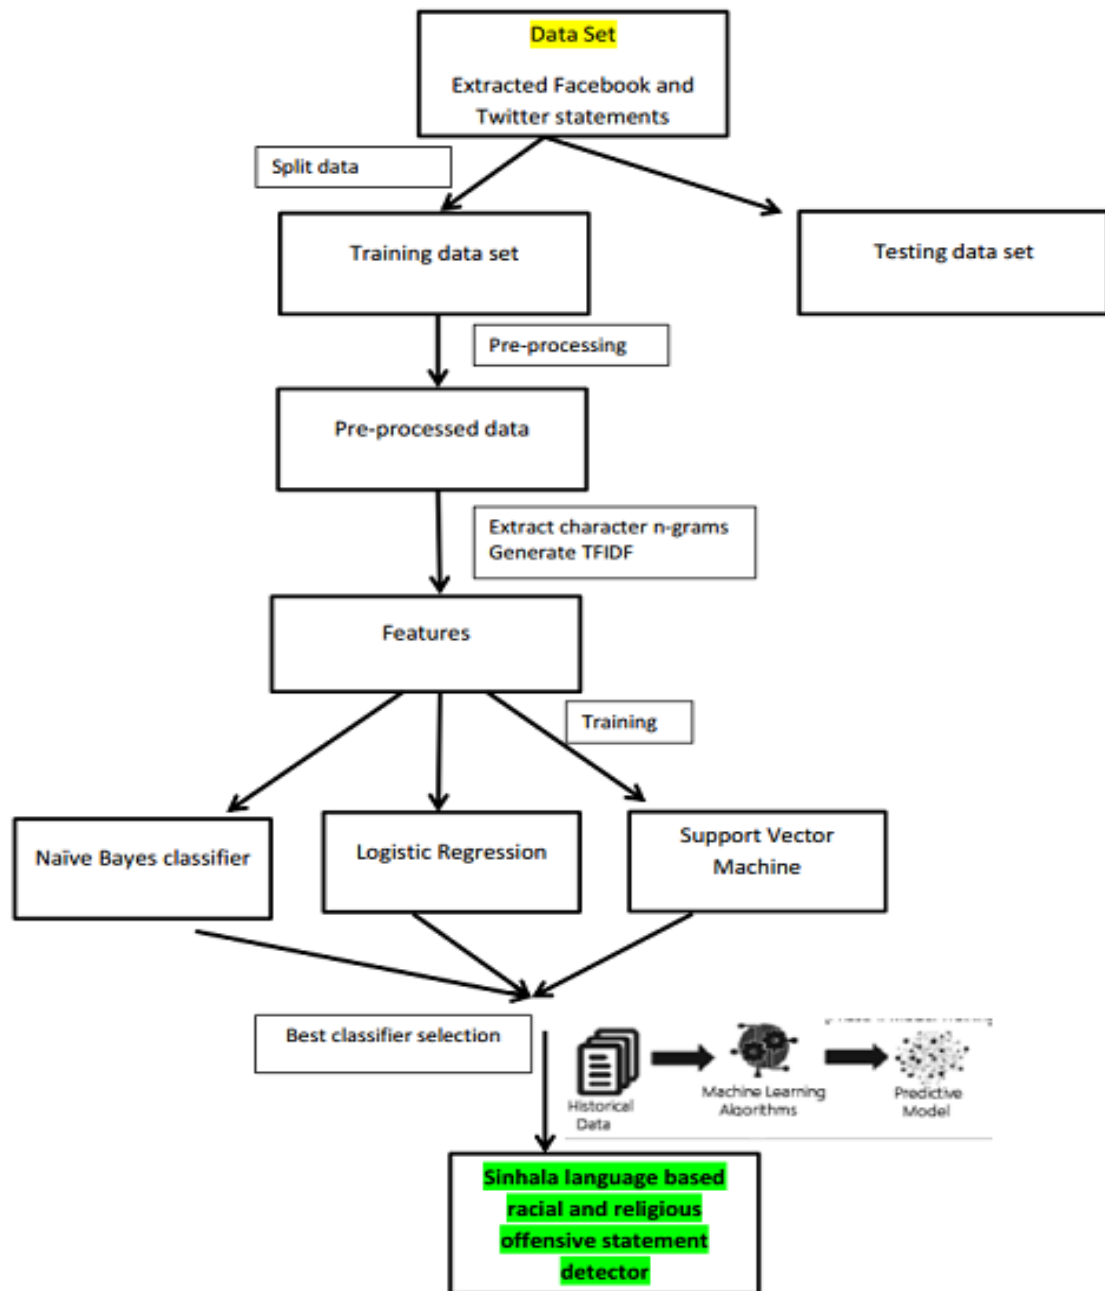 Data Set
Extracted Facebook and
Twitter statements
Split data
Training data set
Testing data set
Pre-processing
Pre-processed data
Extract character n-grams
Generate TFIDF
Features
Training
Naïve Bayes classifier
Logistic Regression
Support Vector
Machine
Best classifier selection
Historical
Data
Machine Learning
Algorithms
Predictive
Model
Sinhala language based
racial and religious
offensive statement
detector